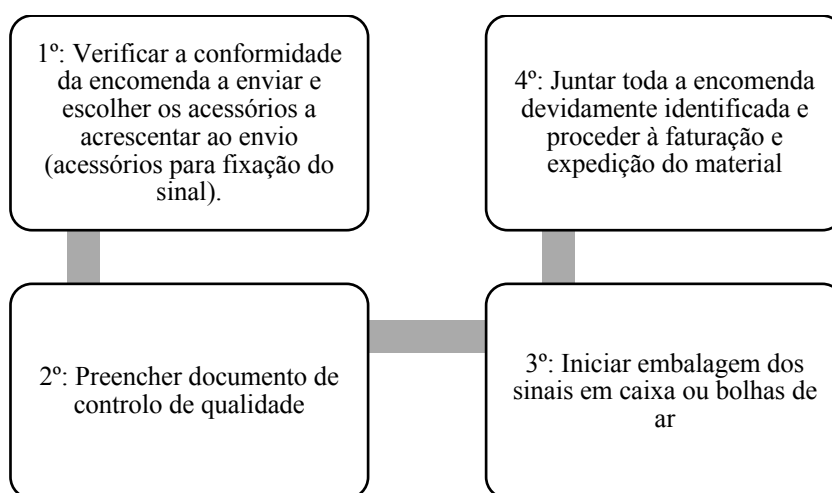 1º: Verificar a conformidade
da encomenda a enviar e
escolher os acessórios a
acrescentar ao envio
(acessórios para fixação do
sinal).
2º: Preencher documento de
controlo de qualidade
3º: Iniciar embalagem dos
sinais em caixa ou bolhas de
ar
4º: Juntar toda a encomenda
devidamente identificada e
proceder à faturação e
expedição do material